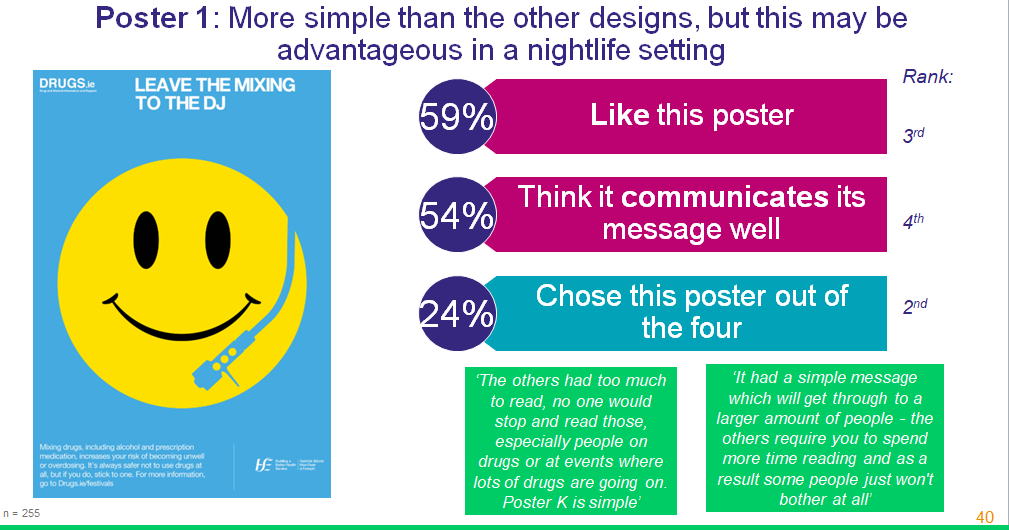 Poster 1: More simple than the other designs, but this may be
advantageous in a nightlife setting
DRUGS.ie
LEAVE THE MIXING
TO THE DJ
Mixing drugs, including alcohol and prescription
medication, increases your risk of becoming unwell
or overdosing. It's always safer not to use drugs at
all, but if you do, stick to one. For more information,
go to Drugs.ie/festivals
Rank:
59%
Like this poster
3rd
54%
Think it communicates its
message well
4th
24%
Chose this poster out of
the four
2nd
'The others had too much
to read, no one would
stop and read those,
especially people on
drugs or at events where
lots of drugs are going on.
Poster K is simple'
'It had a simple message
which will get through to a
larger amount of people - the
others require you to spend
more time reading and as a
result some people just won't
bother at all'
n = 255
40